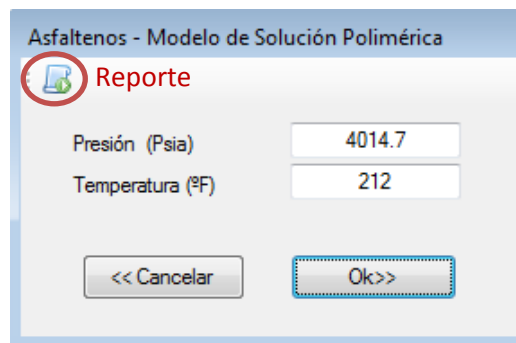 Asfaltenos - Modelo de Solución Polimérica
Reporte
Presión (Psia) 4014.7
Temperatura (ºF) 212
<< Cancelar Ok>>